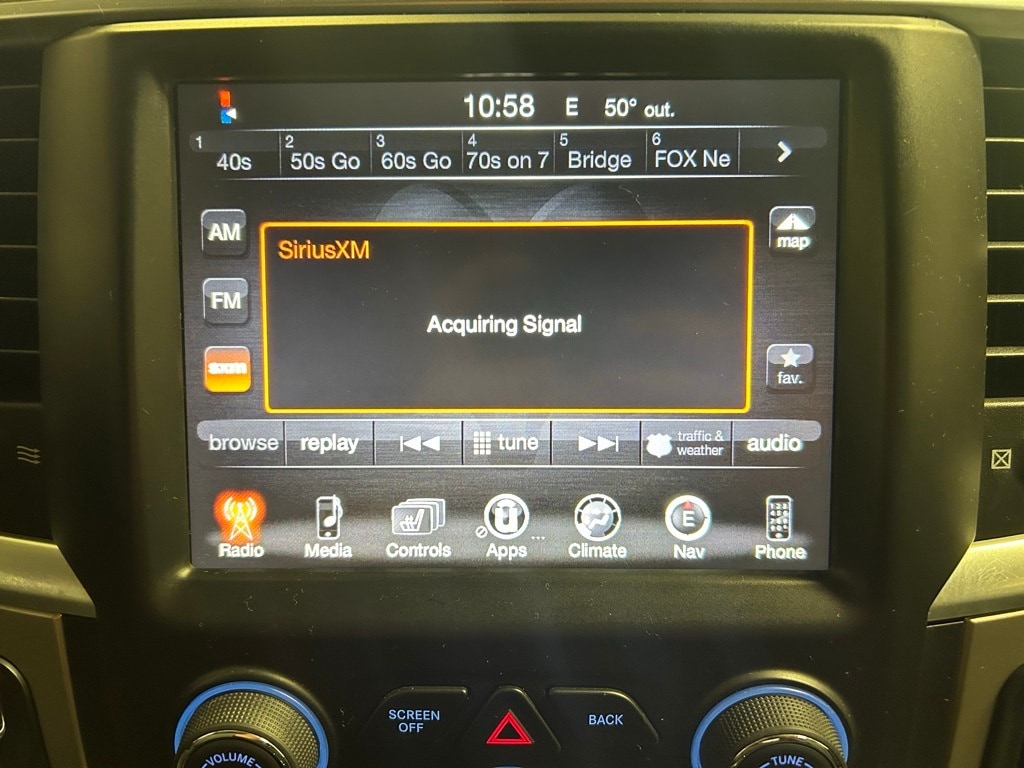 10:58 E 50° out.
1 2 3 4 5 6
40s 50s Go 60s Go 70s on 7 Bridge FOX Ne
AM
map
SiriusXM
FM
Acquiring Signal
sxm
fav.
browse replay tune traffic & weather audio
E
Radio Media Controls Apps Climate Nav Phone
SCREEN OFF
BACK
VOLUME
TUNE